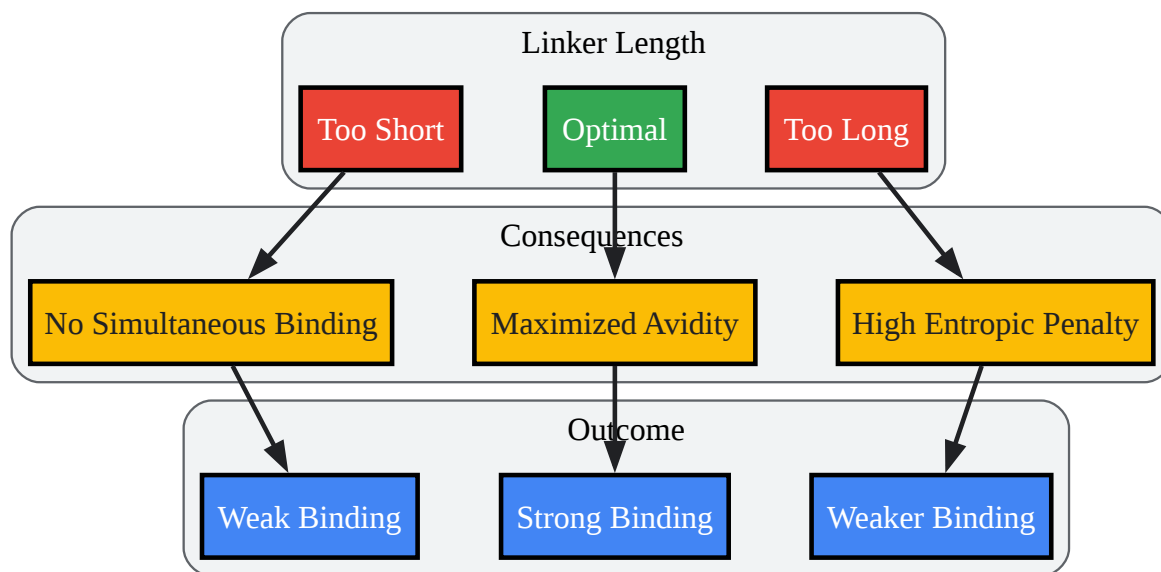 Linker Length
Too Short
Optimal
Too Long
Consequences
No Simultaneous Binding
Maximized Avidity
High Entropic Penalty
Outcome
Weak Binding
Strong Binding
Weaker Binding